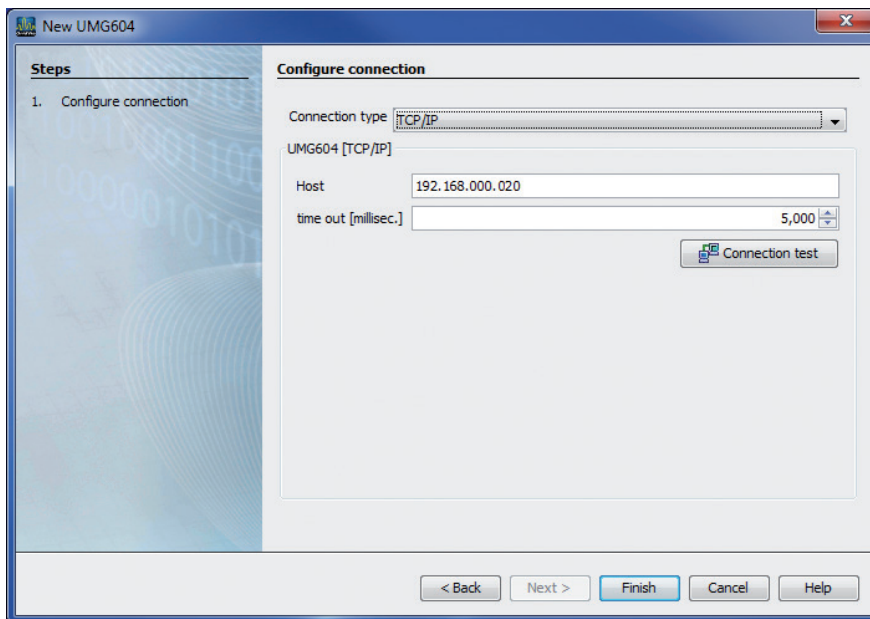 New UMG604
Steps
1. Configure connection
Configure connection
Connection type TCP/IP
UMG604 [TCP/IP]
Host 192.168.000.020
time out [millisec.] 5,000
Connection test
< Back Next > Finish Cancel Help